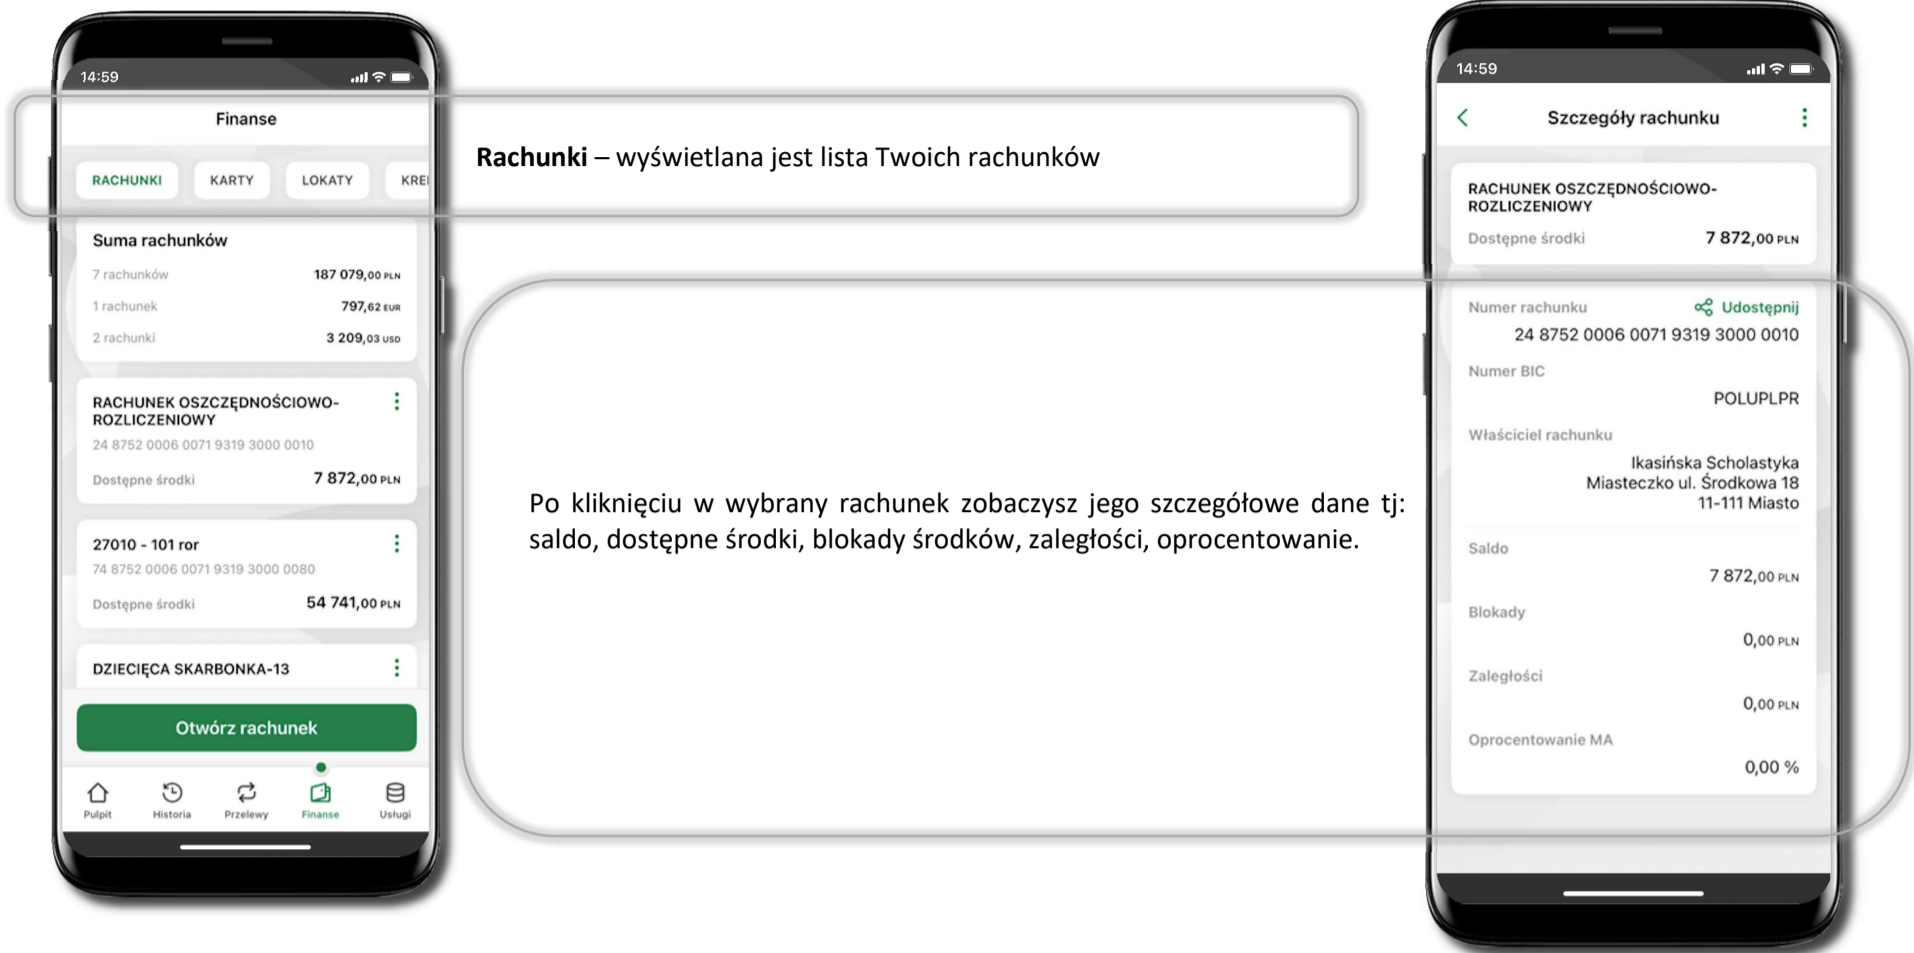 14:59
Finanse
RACHUNKI KARTY LOKATY KRE
Suma rachunków
7 rachunków 187 079,00 PLN
1 rachunek 797,62 EUR
2 rachunki 3 209,03 USD
RACHUNEK OSZCZĘDNOŚCIOWO-
ROZLICZENIOWY
24 8752 0006 0071 9319 3000 0010
Dostępne środki 7 872,00 PLN
27010 - 101 ror
74 8752 0006 0071 9319 3000 0080
Dostępne środki 54 741,00 PLN
DZIECIĘCA SKARBONKA-13
Otwórz rachunek
Pulpit Historia Przelewy Finanse Usługi
Rachunki – wyświetlana jest lista Twoich rachunków
Po kliknięciu w wybrany rachunek zobaczysz jego szczegółowe dane tj:
saldo, dostępne środki, blokady środków, zaległości, oprocentowanie.
14:59
Szczegóły rachunku
RACHUNEK OSZCZĘDNOŚCIOWO-
ROZLICZENIOWY
Dostępne środki 7 872,00 PLN
Numer rachunku Udostępnij
24 8752 0006 0071 9319 3000 0010
Numer BIC
POLUPLPR
Właściciel rachunku
Ikasińska Scholastyka
Miasteczko ul. Środkowa 18
11-111 Miasto
Saldo
7 872,00 PLN
Blokady
0,00 PLN
Zaległości
0,00 PLN
Oprocentowanie MA
0,00 %